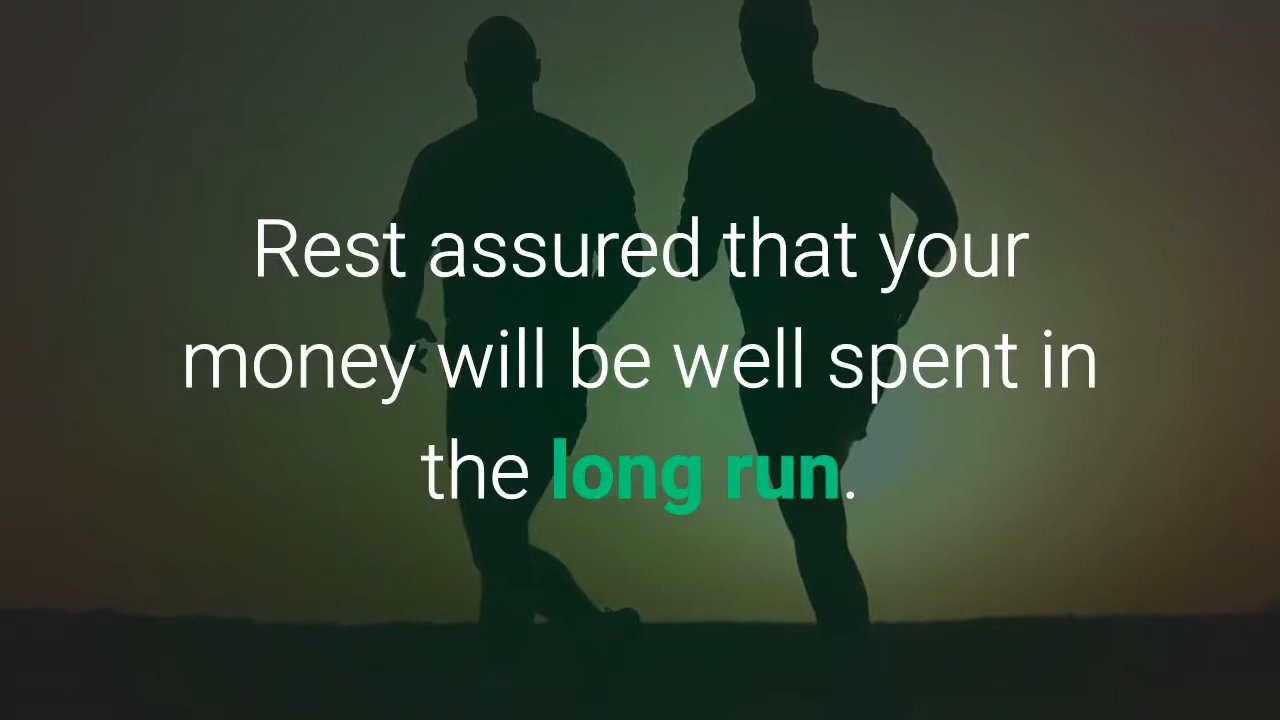 Rest assured that your
money will be well spent in
the long run.